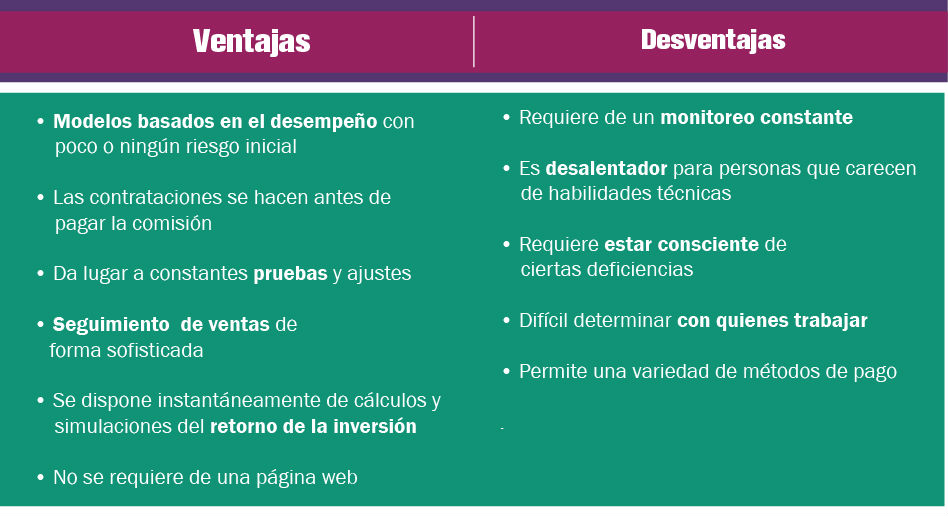 Ventajas
Desventajas
• Modelos basados en el desempeño con
poco o ningún riesgo inicial
• Las contrataciones se hacen antes de
pagar la comisión
• Da lugar a constantes pruebas y ajustes
• Seguimiento  de ventas de
forma sofisticada
• Se dispone instantáneamente de cálculos y
simulaciones del retorno de la inversión
• No se requiere de una página web
• Requiere de un monitoreo constante
• Es desalentador para personas que carecen
de habilidades técnicas
• Requiere estar consciente de
ciertas deficiencias
• Difícil determinar con quienes trabajar
• Permite una variedad de métodos de pago
-